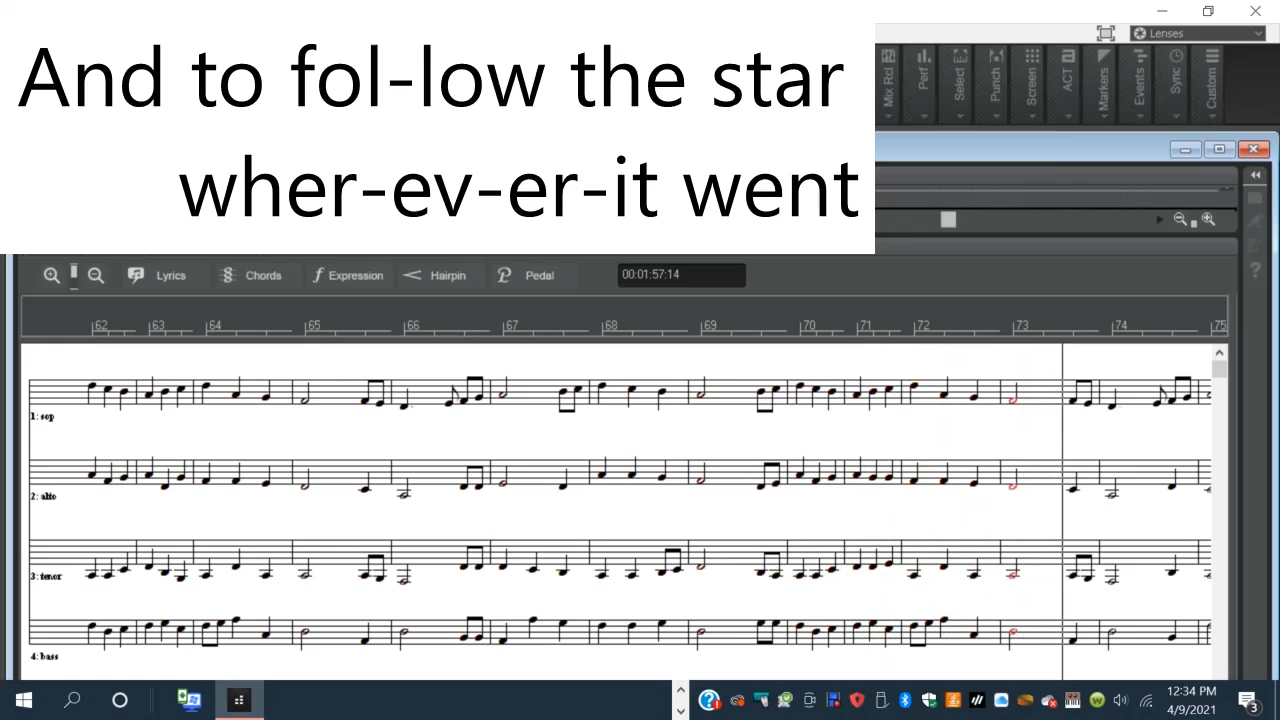 And to fol-low the star
wher-ev-er-it went
Lenses
Mix Rcl
Perf
Select
Punch
Screen
ACT
Markers
Events
Sync
Custom
Lyrics
Chords
Expression
Hairpin
Pedal
00:01:57:14
62 63 64 65 66 67 68 69 70 71 72 73 74 75
1: sop
2: alto
3: tenor
4: bass
12:34 PM
4/9/2021
3